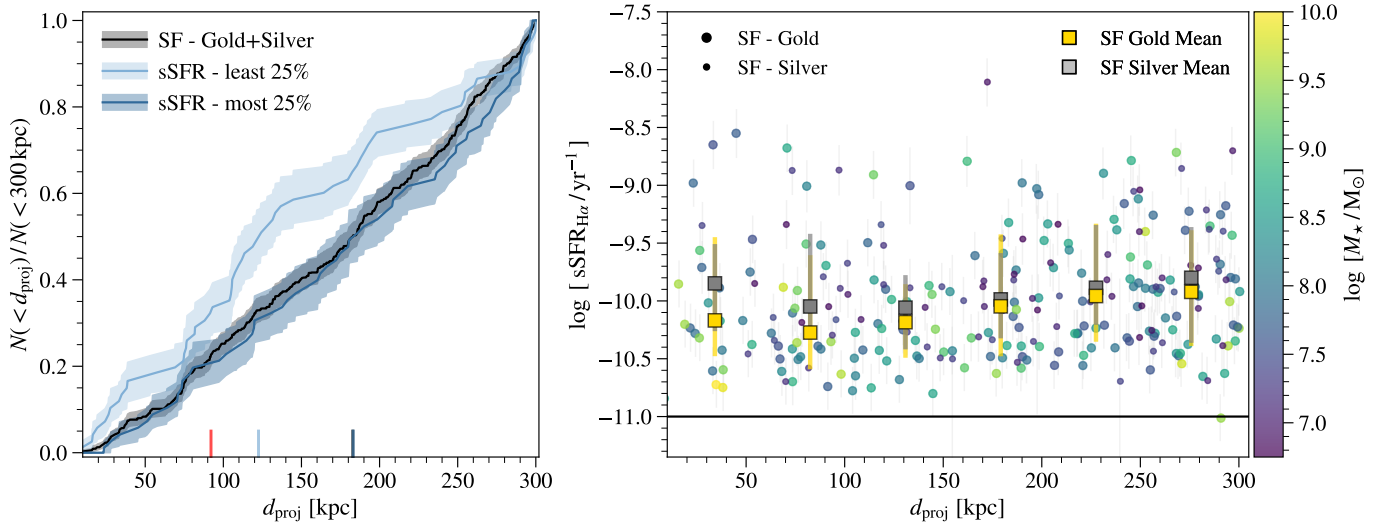 1.0
0.8
0.6
0.4
0.2
0.0
N(< d_proj) / N(< 300 kpc)
SF - Gold+Silver
sSFR - least 25%
sSFR - most 25%
50 100 150 200 250 300
d_proj [kpc]
−7.5
−8.0
−8.5
−9.0
−9.5
−10.0
−10.5
−11.0
log [ sSFR_Hα / yr⁻¹ ]
SF - Gold
SF - Silver
SF Gold Mean
SF Silver Mean
50 100 150 200 250 300
d_proj [kpc]
10.0
9.5
9.0
8.5
8.0
7.5
7.0
log [M⋆/M⊙]